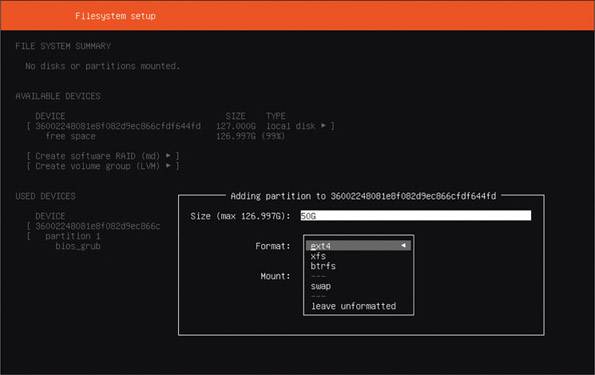 Filesystem setup
FILE SYSTEM SUMMARY
No disks or partitions mounted.
AVAILABLE DEVICES
DEVICE SIZE TYPE
[ 36002248081e8f082d9ec866cfdf644fd 127.000G local disk ▸ ]
free space 126.997G (99%)
[ Create software RAID (md) ▸ ]
[ Create volume group (LVM) ▸ ]
USED DEVICES
DEVICE
[ 36002248081e8f082d9ec866c
[ partition 1
bios_grub
Adding partition to 36002248081e8f082d9ec866cfdf644fd
Size (max 126.997G): 50G
Format: ext4 ◂
xfs
btrfs
---
Mount: swap
---
leave unformatted